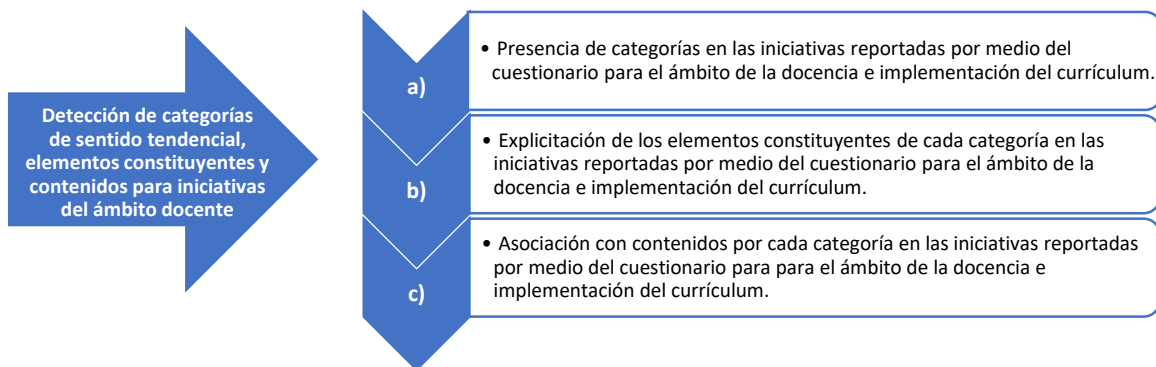 Detección de categorías
de sentido tendencial,
elementos constituyentes y
contenidos para iniciativas
del ámbito docente
a)
• Presencia de categorías en las iniciativas reportadas por medio del
cuestionario para el ámbito de la docencia e implementación del currículum.
b)
• Explicitación de los elementos constituyentes de cada categoría en las
iniciativas reportadas por medio del cuestionario para el ámbito de la
docencia e implementación del currículum.
c)
• Asociación con contenidos por cada categoría en las iniciativas reportadas
por medio del cuestionario para para el ámbito de la docencia e
implementación del currículum.